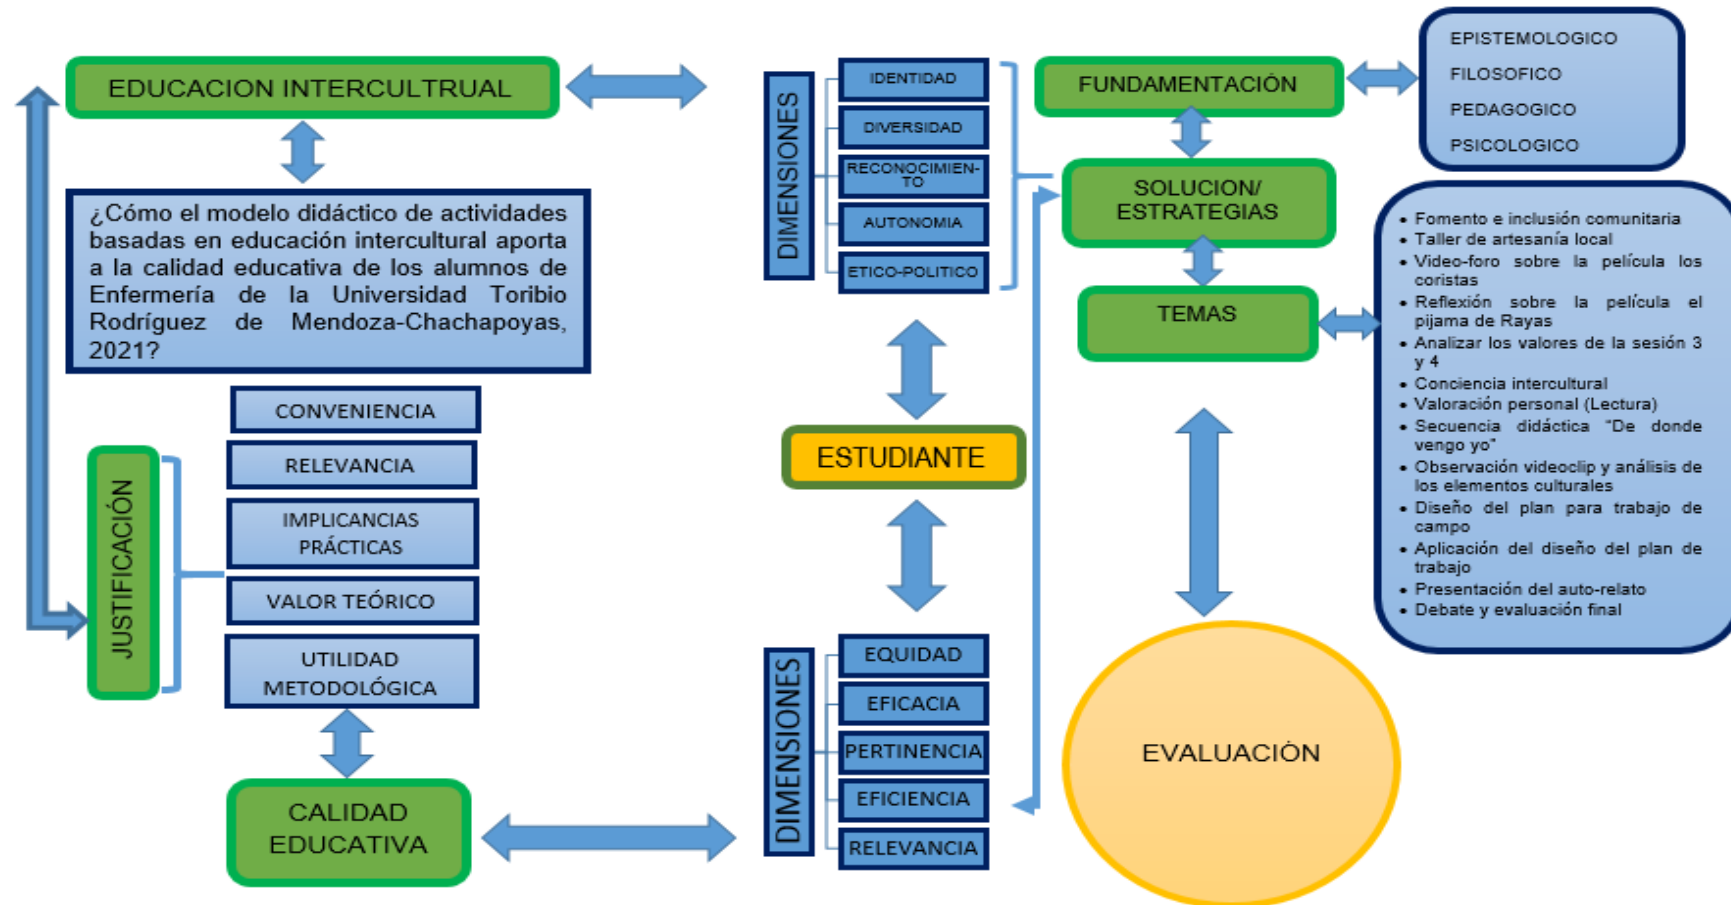 EDUCACION INTERCULTRUAL
¿Cómo el modelo didáctico de actividades
basadas en educación intercultural aporta
a la calidad educativa de los alumnos de
Enfermería de la Universidad Toribio
Rodríguez de Mendoza-Chachapoyas,
2021?
JUSTIFICACIÓN
CONVENIENCIA
RELEVANCIA
IMPLICANCIAS
PRÁCTICAS
VALOR TEÓRICO
UTILIDAD
METODOLÓGICA
CALIDAD
EDUCATIVA
DIMENSIONES
IDENTIDAD
DIVERSIDAD
RECONOCIMIEN-
TO
AUTONOMIA
ETICO-POLITICO
ESTUDIANTE
DIMENSIONES
EQUIDAD
EFICACIA
PERTINENCIA
EFICIENCIA
RELEVANCIA
FUNDAMENTACIÓN
SOLUCION/
ESTRATEGIAS
TEMAS
EVALUACIÓN
EPISTEMOLOGICO
FILOSOFICO
PEDAGOGICO
PSICOLOGICO
• Fomento e inclusión comunitaria
• Taller de artesanía local
• Video-foro sobre la película los
coristas
• Reflexión sobre la película el
pijama de Rayas
• Analizar los valores de la sesión 3
y 4
• Conciencia intercultural
• Valoración personal (Lectura)
• Secuencia didáctica “De donde
vengo yo”
• Observación videoclip y análisis de
los elementos culturales
• Diseño del plan para trabajo de
campo
• Aplicación del diseño del plan de
trabajo
• Presentación del auto-relato
• Debate y evaluación final